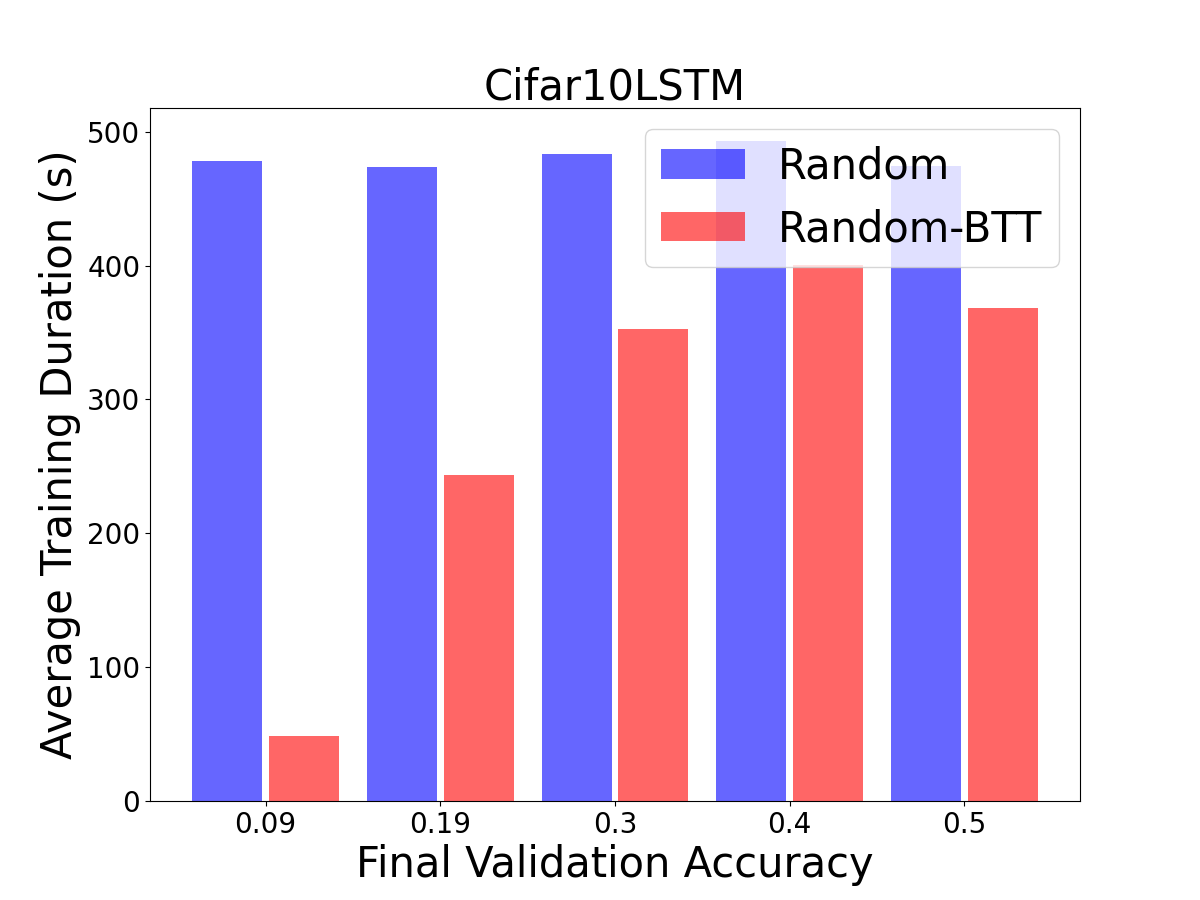 Cifar10LSTM
Random
Random-BTT
Average Training Duration (s)
500
400
300
200
100
0
0.09 0.19 0.3 0.4 0.5
Final Validation Accuracy